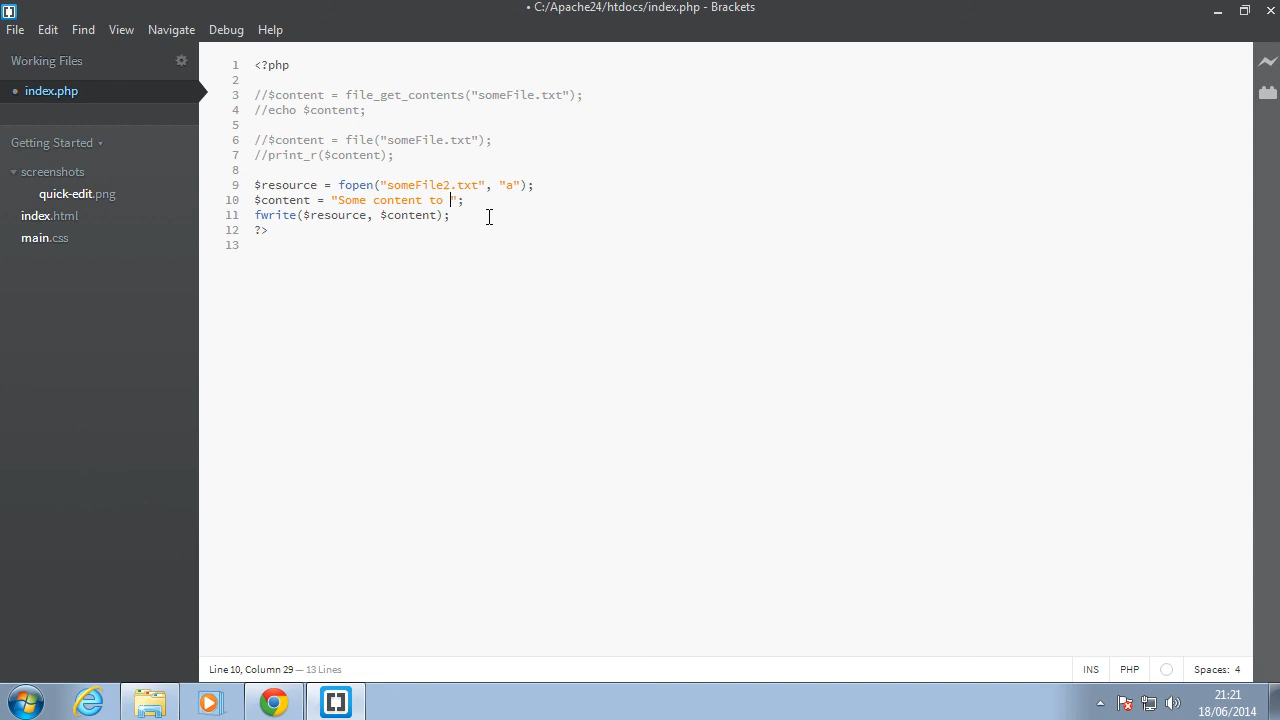 • C:/Apache24/htdocs/index.php - Brackets
File Edit Find View Navigate Debug Help
Working Files
• index.php
Getting Started
screenshots
quick-edit.png
index.html
main.css
1 <?php
2
3 //$content = file_get_contents("someFile.txt");
4 //echo $content;
5
6 //$content = file("someFile.txt");
7 //print_r($content);
8
9 $resource = fopen("someFile2.txt", "a");
10 $content = "Some content to ";
11 fwrite($resource, $content);
12 ?>
13
Line 10, Column 29 — 13 Lines INS PHP Spaces: 4
21:21
18/06/2014